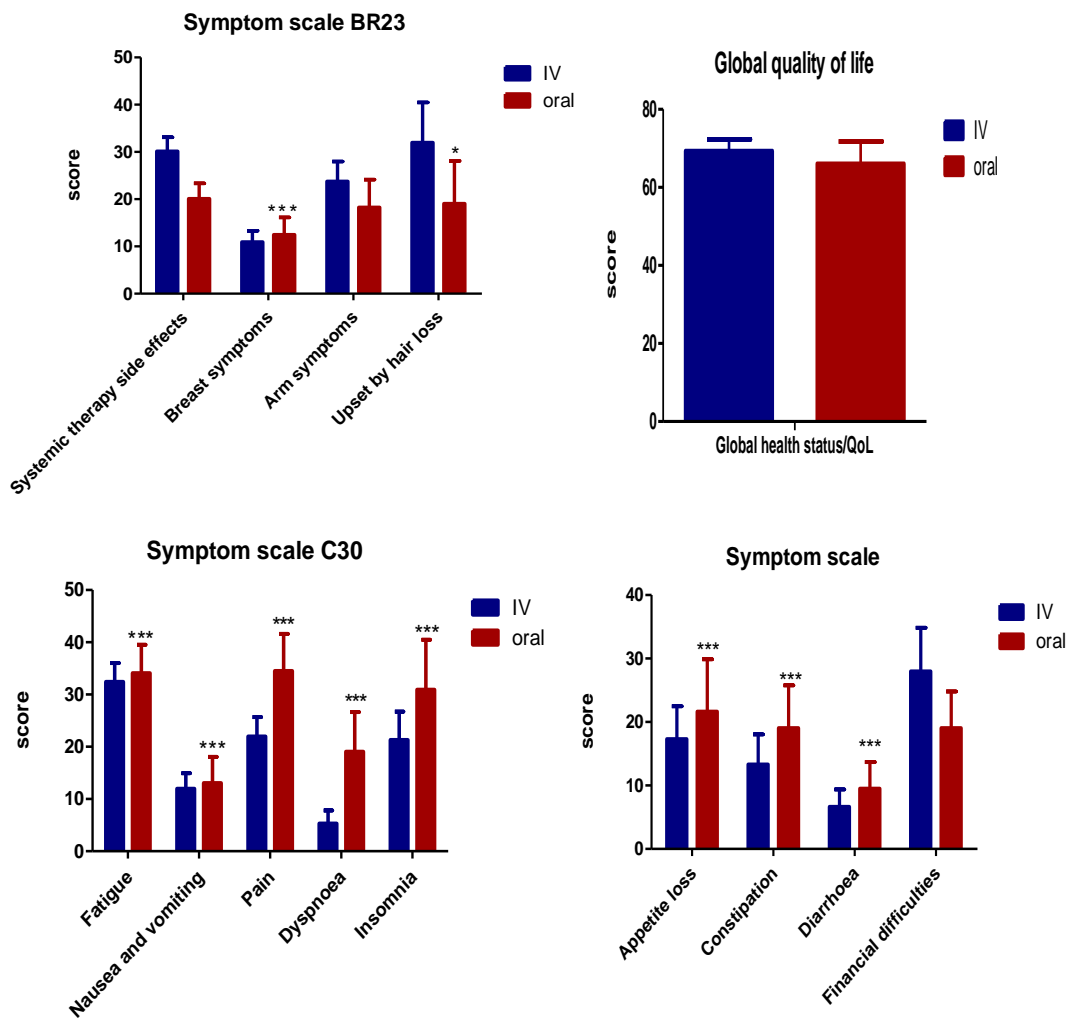 Symptom scale BR23
50
40
30
20
10
0
score
IV
oral
***
*
Systemic therapy side effects
Breast symptoms
Arm symptoms
Upset by hair loss
Global quality of life
80
60
40
20
0
score
IV
oral
Global health status/QoL
Symptom scale C30
50
40
30
20
10
0
score
IV
oral
***
***
***
***
***
Fatigue
Nausea and vomiting
Pain
Dyspnoea
Insomnia
Symptom scale
40
30
20
10
0
score
IV
oral
***
***
***
Appetite loss
Constipation
Diarrhoea
Financial difficulties